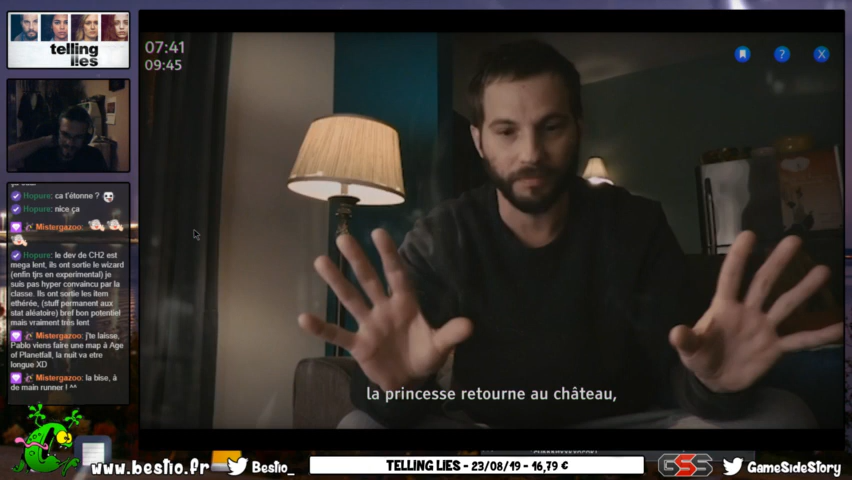 telling
lies
07:41
09:45
?
X
Hopure: ça t'étonne ?
Hopure: nice ça
Mistergazoo:
Hopure: le dev de CH2 est
mega lent, ils ont sortie le wizard
(enfin tjrs en experimental) je
suis pas hyper convaincu par la
classe. Ils ont sorties les item
ethérée, (stuff permanent aux
stat aléatoire) bref bon potentiel
mais vraiment très lent
Mistergazoo: j'te laisse,
Pablo viens faire une map à Age
of Planetfall, la nuit va etre
longue XD
Mistergazoo: la bise, à
de main runner ! ^^
la princesse retourne au château,
www.bestio.fr
Bestio_
TELLING LIES - 23/08/19 - 16,79 €
GSS
GameSideStory